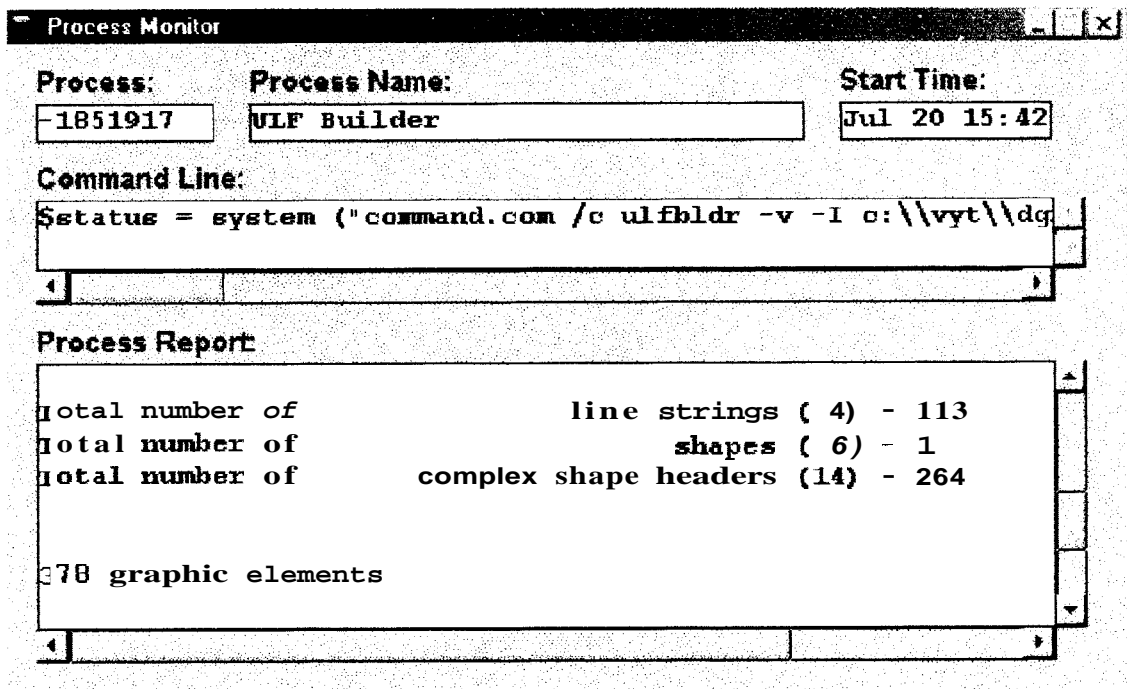 Process Monitor
Process: Process Name: Start Time:
-1851917 ULF Builder Jul 20 15:42
Command Line:
$status = system ("command.com /c ulfbldr -v -I c:\\vyt\\dg
Process Report:
Total number of line strings ( 4) - 113
Total number of shapes ( 6) - 1
Total number of complex shape headers (14) - 264
378 graphic elements